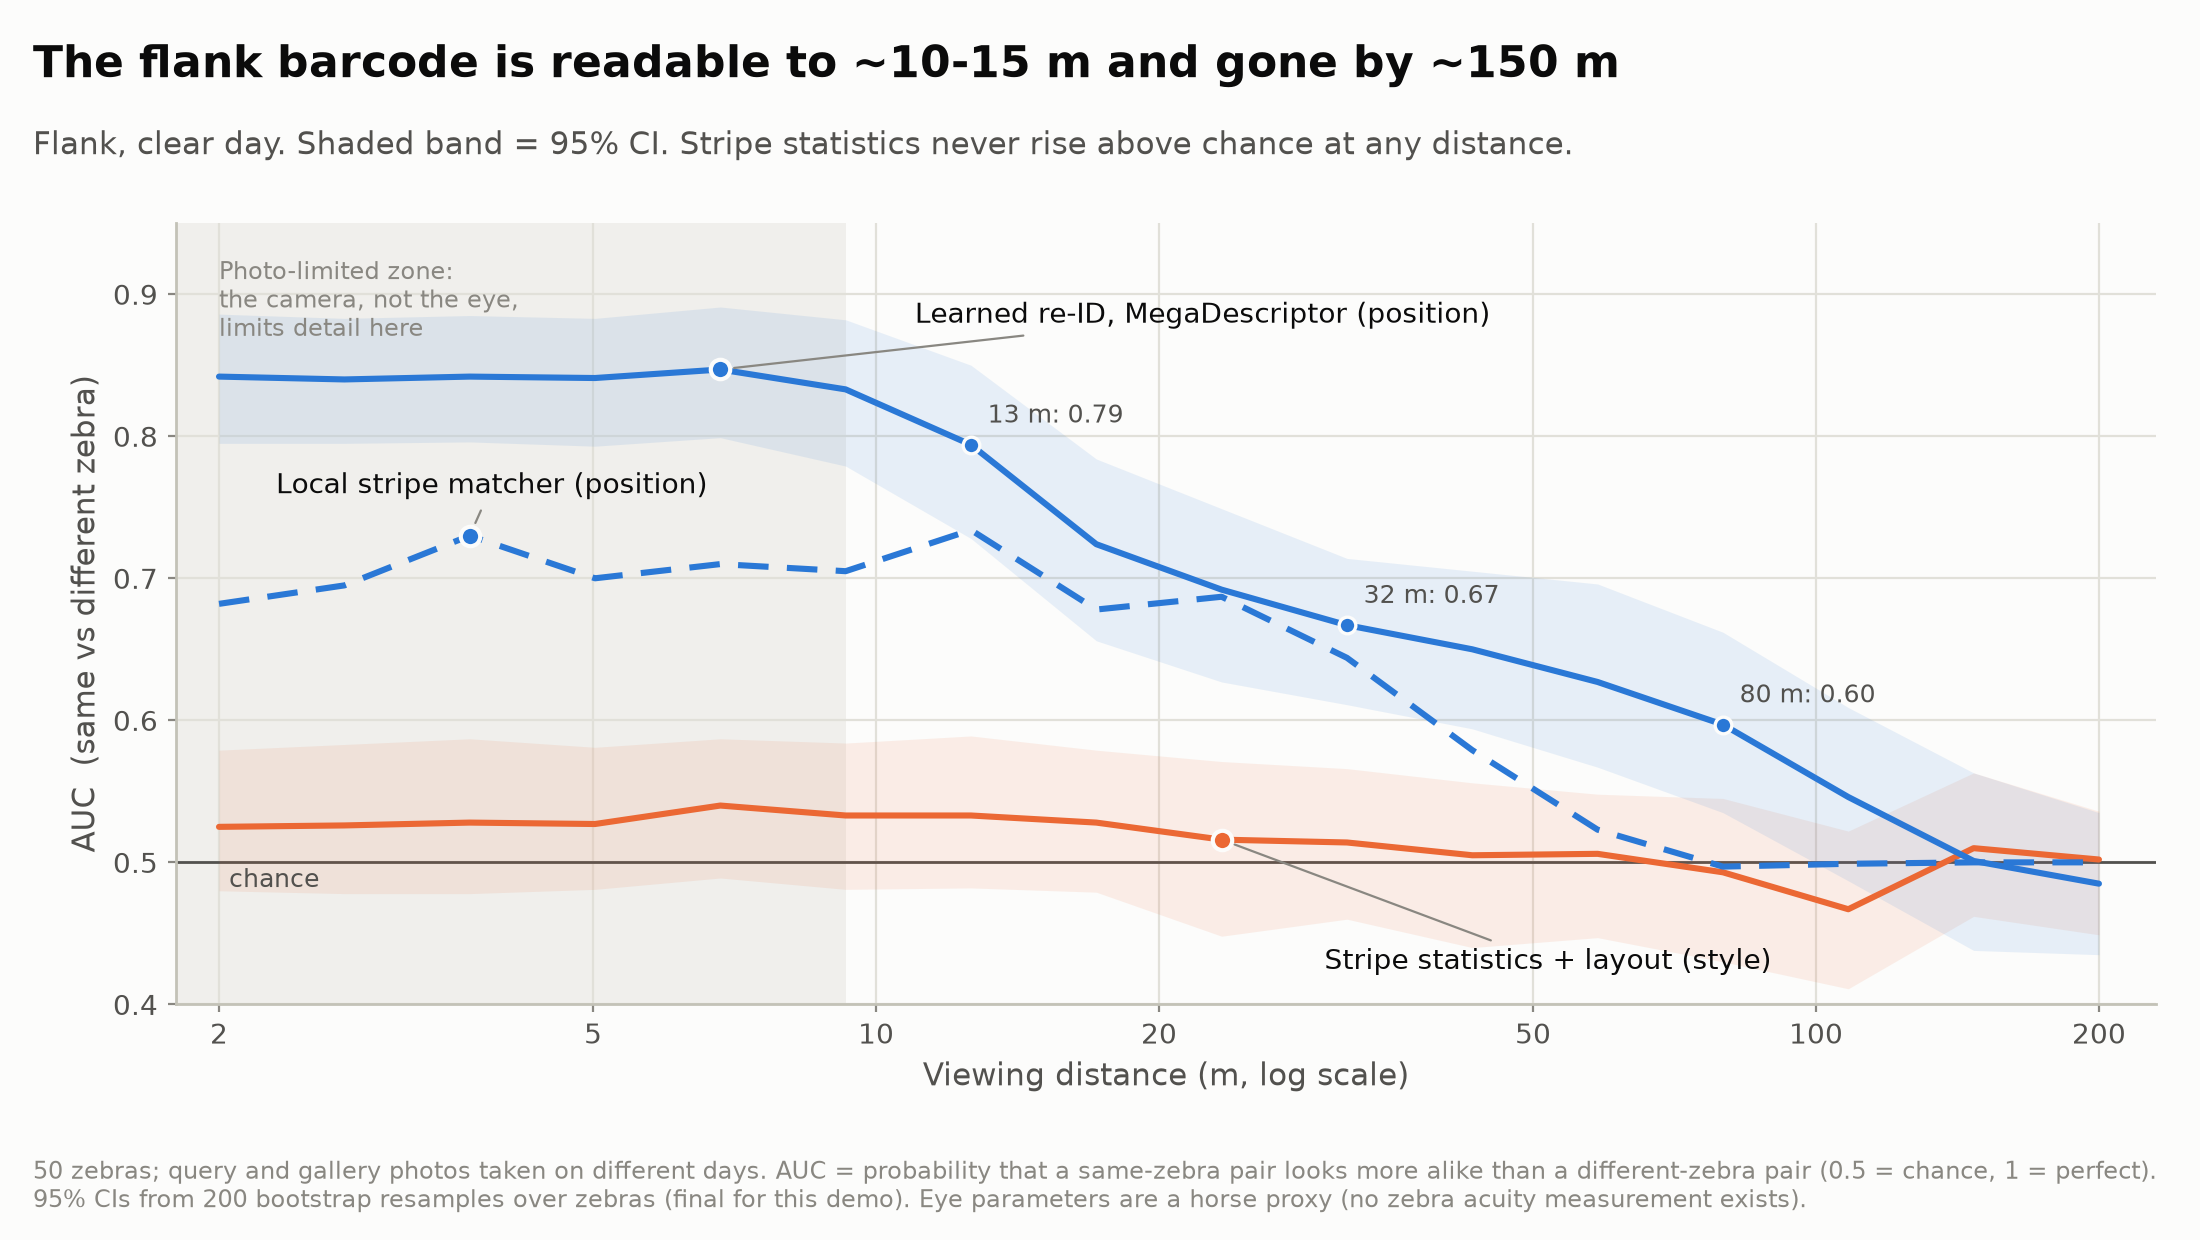 The flank barcode is readable to ~10-15 m and gone by ~150 m
Flank, clear day. Shaded band = 95% CI. Stripe statistics never rise above chance at any distance.
Photo-limited zone:
the camera, not the eye,
limits detail here
Learned re-ID, MegaDescriptor (position)
13 m: 0.79
Local stripe matcher (position)
32 m: 0.67
80 m: 0.60
chance
Stripe statistics + layout (style)
AUC (same vs different zebra)
0.9
0.8
0.7
0.6
0.5
0.4
2 5 10 20 50 100 200
Viewing distance (m, log scale)
50 zebras; query and gallery photos taken on different days. AUC = probability that a same-zebra pair looks more alike than a different-zebra pair (0.5 = chance, 1 = perfect).
95% CIs from 200 bootstrap resamples over zebras (final for this demo). Eye parameters are a horse proxy (no zebra acuity measurement exists).